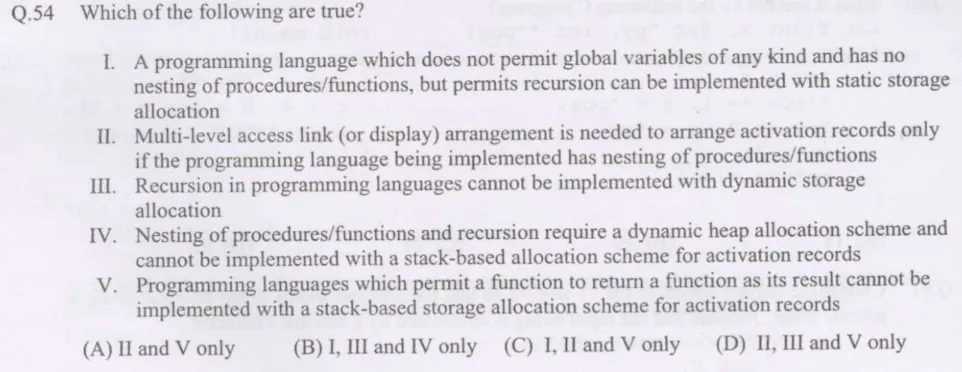 Q.54 Which of the following are true?
I. A programming language which does not permit global variables of any kind and has no
nesting of procedures/functions, but permits recursion can be implemented with static storage
allocation
II. Multi-level access link (or display) arrangement is needed to arrange activation records only
if the programming language being implemented has nesting of procedures/functions
III. Recursion in programming languages cannot be implemented with dynamic storage
allocation
IV. Nesting of procedures/functions and recursion require a dynamic heap allocation scheme and
cannot be implemented with a stack-based allocation scheme for activation records
V. Programming languages which permit a function to return a function as its result cannot be
implemented with a stack-based storage allocation scheme for activation records
(A) II and V only (B) I, III and IV only (C) I, II and V only (D) II, III and V only